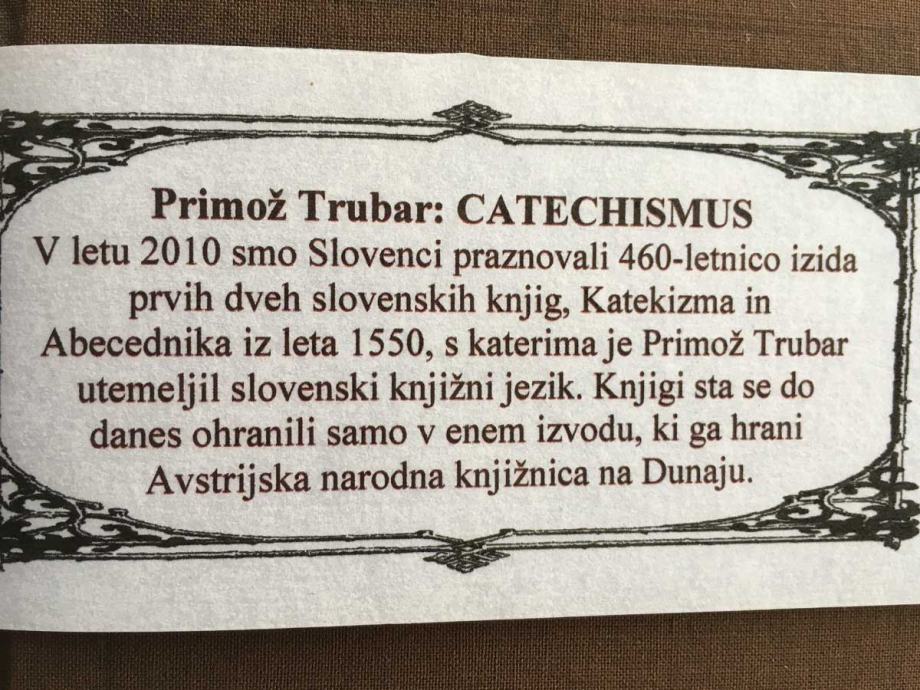 Primož Trubar: CATECHISMUS
V letu 2010 smo Slovenci praznovali 460-letnico izida
prvih dveh slovenskih knjig, Katekizma in
Abecednika iz leta 1550, s katerima je Primož Trubar
utemeljil slovenski knjižni jezik. Knjigi sta se do
danes ohranili samo v enem izvodu, ki ga hrani
Avstrijska narodna knjižnica na Dunaju.